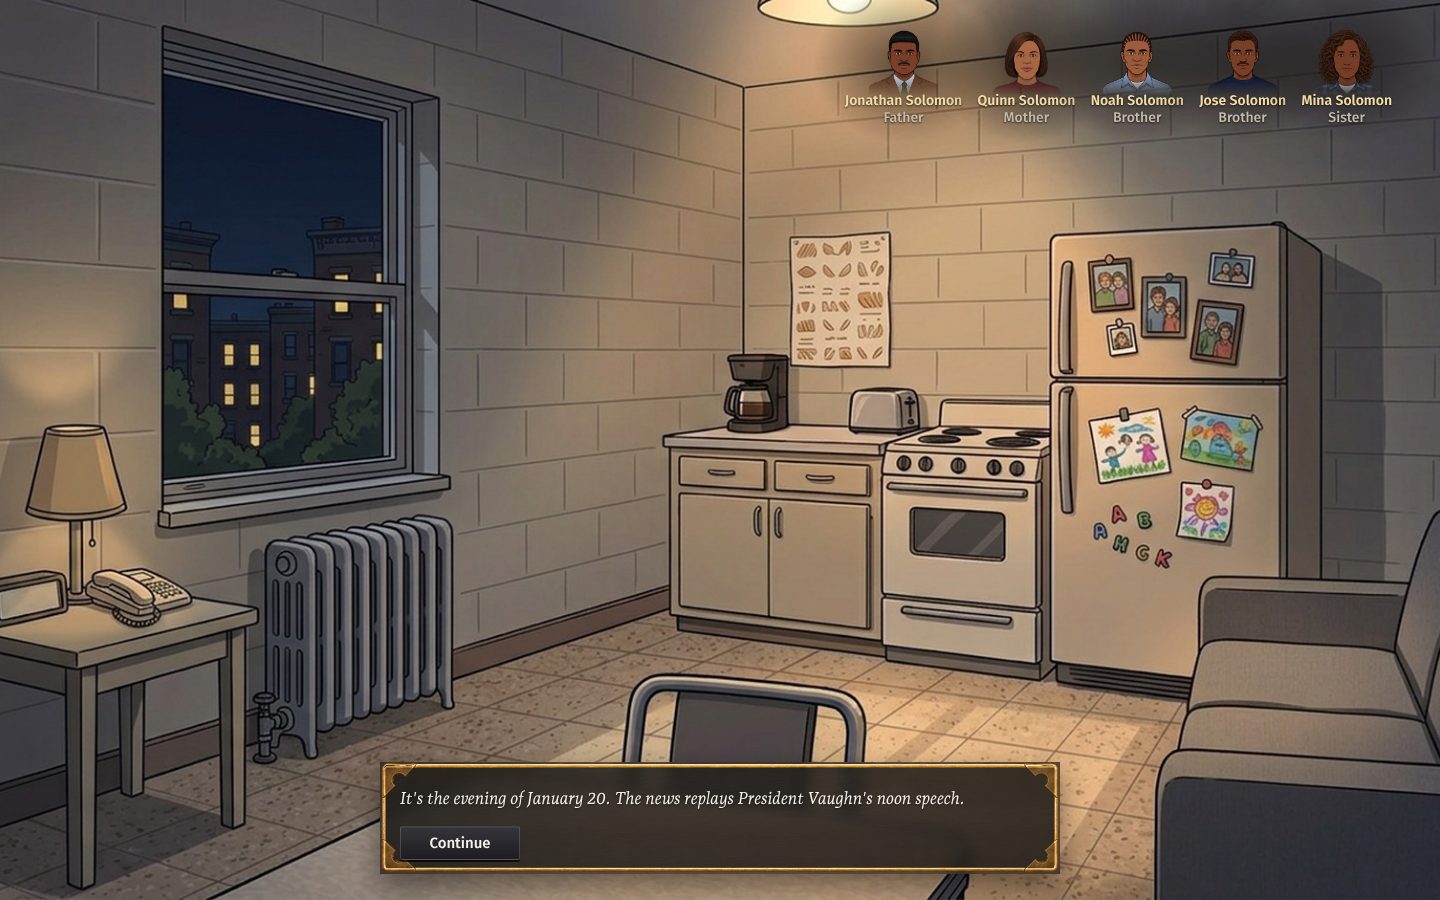 Jonathan Solomon
Father
Quinn Solomon
Mother
Noah Solomon
Brother
Jose Solomon
Brother
Mina Solomon
Sister
A B
A H G K
It's the evening of January 20. The news replays President Vaughn's noon speech.
Continue